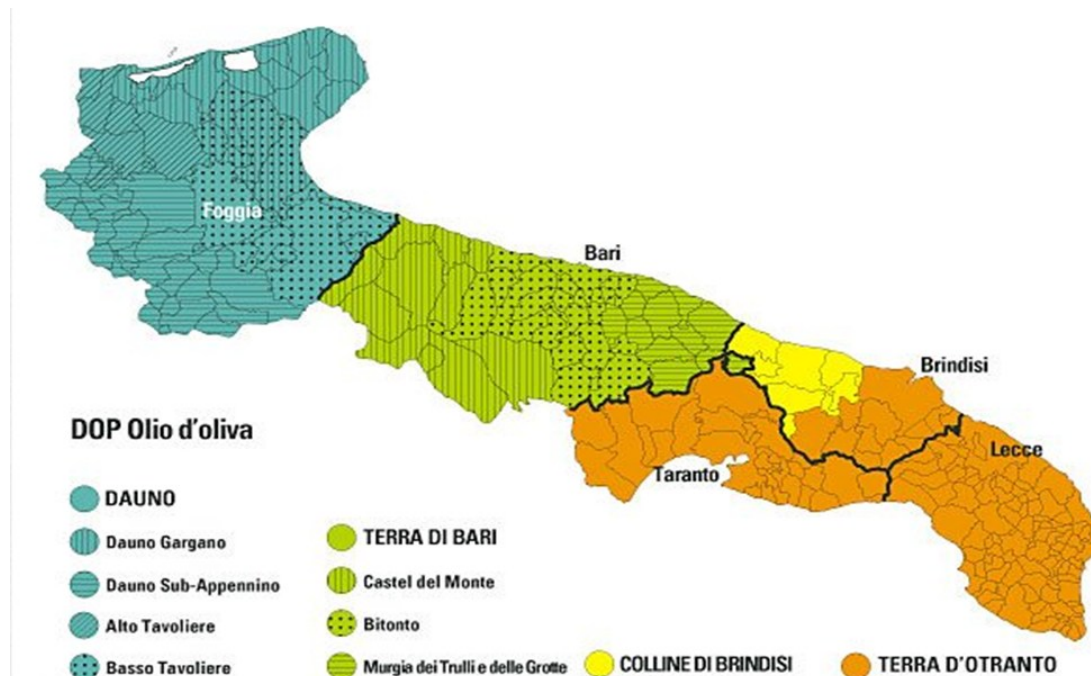 Foggia
Bari
Brindisi
Lecce
Taranto
DOP Olio d'oliva
DAUNO
Dauno Gargano
Dauno Sub-Appennino
Alto Tavoliere
Basso Tavoliere
TERRA DI BARI
Castel del Monte
Bitonto
Murgia dei Trulli e delle Grotte
COLLINE DI BRINDISI
TERRA D'OTRANTO